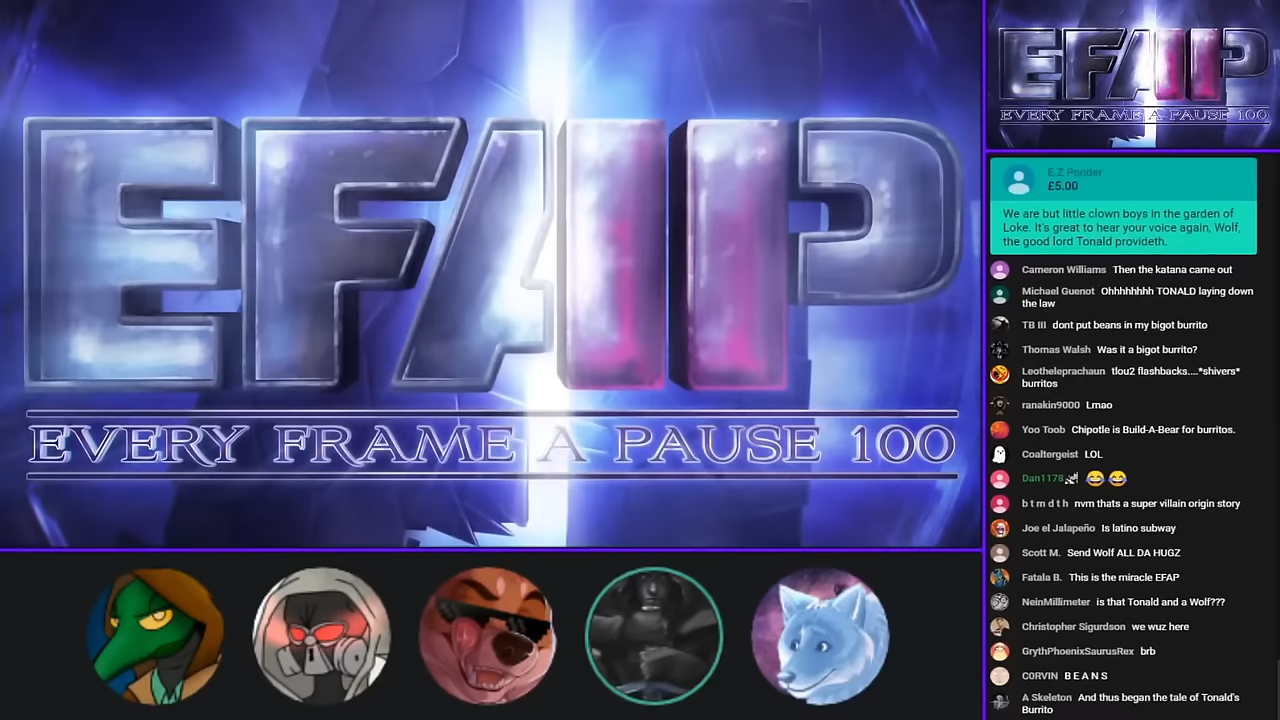 EFAP
EVERY FRAME A PAUSE 100
EFAP
EVERY FRAME A PAUSE 100
E.Z Ponder
£5.00
We are but little clown boys in the garden of
Loke. It's great to hear your voice again, Wolf,
the good lord Tonald provideth.
Cameron Williams Then the katana came out
Michael Guenot Ohhhhhhhh TONALD laying down
the law
TB III dont put beans in my bigot burrito
Thomas Walsh Was it a bigot burrito?
Leotheleprachaun tlou2 flashbacks....*shivers*
burritos
ranakin9000 Lmao
Yoo Toob Chipotle is Build-A-Bear for burritos.
Coaltergeist LOL
Dan1178 😂 😂
b t m d t h nvm thats a super villain origin story
Joe el Jalapeño Is latino subway
Scott M. Send Wolf ALL DA HUGZ
Fatala B. This is the miracle EFAP
NeinMillimeter is that Tonald and a Wolf???
Christopher Sigurdson we wuz here
GrythPhoenixSaurusRex brb
C0RVIN B E A N S
A Skeleton And thus began the tale of Tonald's
Burrito